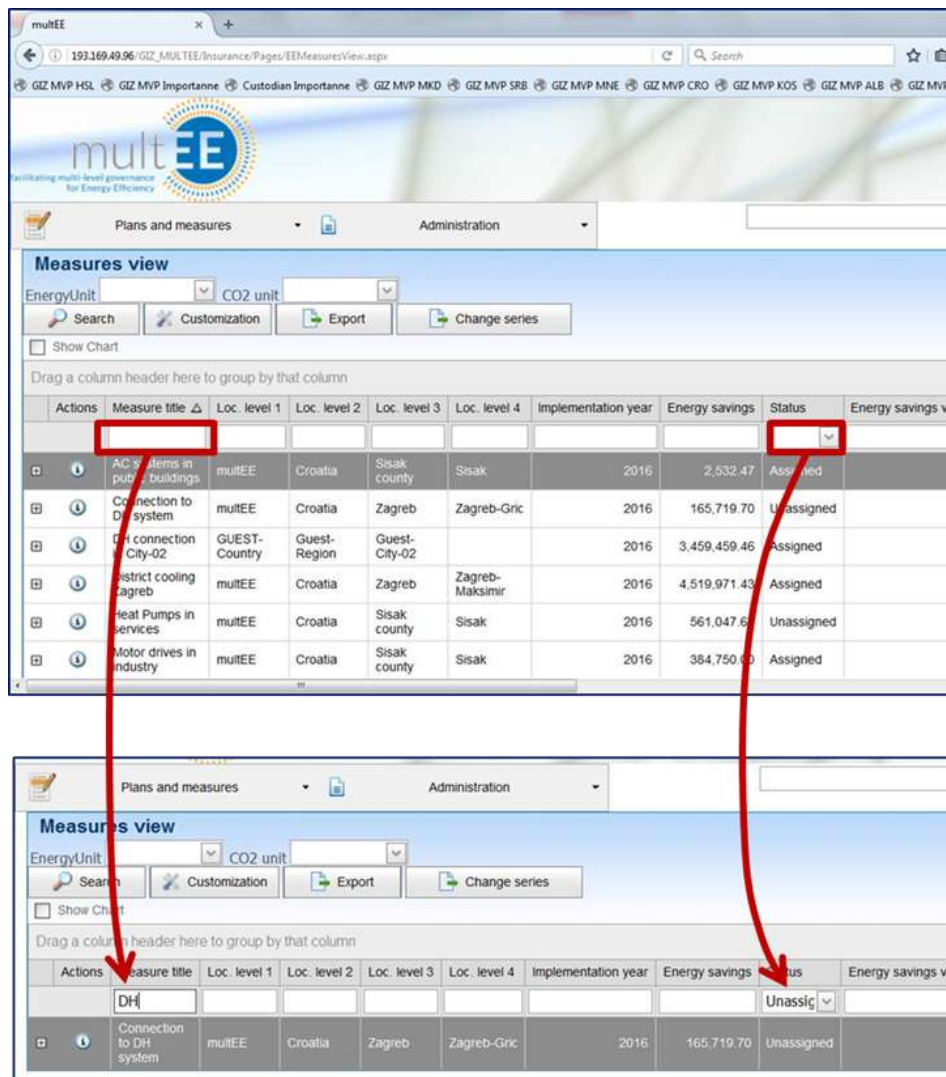 multEE × +
193.169.49.96/GIZ_MULTEE/Insurance/Pages/EEMeasuresView.aspx Search
GIZ MVP HSL GIZ MVP Importanne Custodian Importanne GIZ MVP MKD GIZ MVP SRB GIZ MVP MNE GIZ MVP CRO GIZ MVP KOS GIZ MVP ALB GIZ MVP
mult EE
facilitating multi-level governance
for Energy Efficiency
Plans and measures Administration
Measures view
EnergyUnit CO2 unit
Search Customization Export Change series
Show Chart
Drag a column header here to group by that column
Actions Measure title Loc. level 1 Loc. level 2 Loc. level 3 Loc. level 4 Implementation year Energy savings Status Energy savings v
AC systems in public buildings multEE Croatia Sisak county Sisak 2016 2,532.47 Assigned
Connection to DH system multEE Croatia Zagreb Zagreb-Gric 2016 165,719.70 Unassigned
DH connection in City-02 GUEST-Country Guest-Region Guest-City-02 2016 3,459,459.46 Assigned
District cooling Zagreb multEE Croatia Zagreb Zagreb-Maksimir 2016 4,519,971.43 Assigned
Heat Pumps in services multEE Croatia Sisak county Sisak 2016 Unassigned
Motor drives in industry multEE Croatia Sisak county Sisak 2016 384,750.00 Assigned
Plans and measures Administration
Measures view
EnergyUnit CO2 unit
Search Customization Export Change series
Show Chart
Drag a column header here to group by that column
Actions Measure title Loc. level 1 Loc. level 2 Loc. level 3 Loc. level 4 Implementation year Energy savings Status Energy savings v
DH Unassig
Connection to DH system multEE Croatia Zagreb Zagreb-Gric 2016 165,719.70 Unassigned